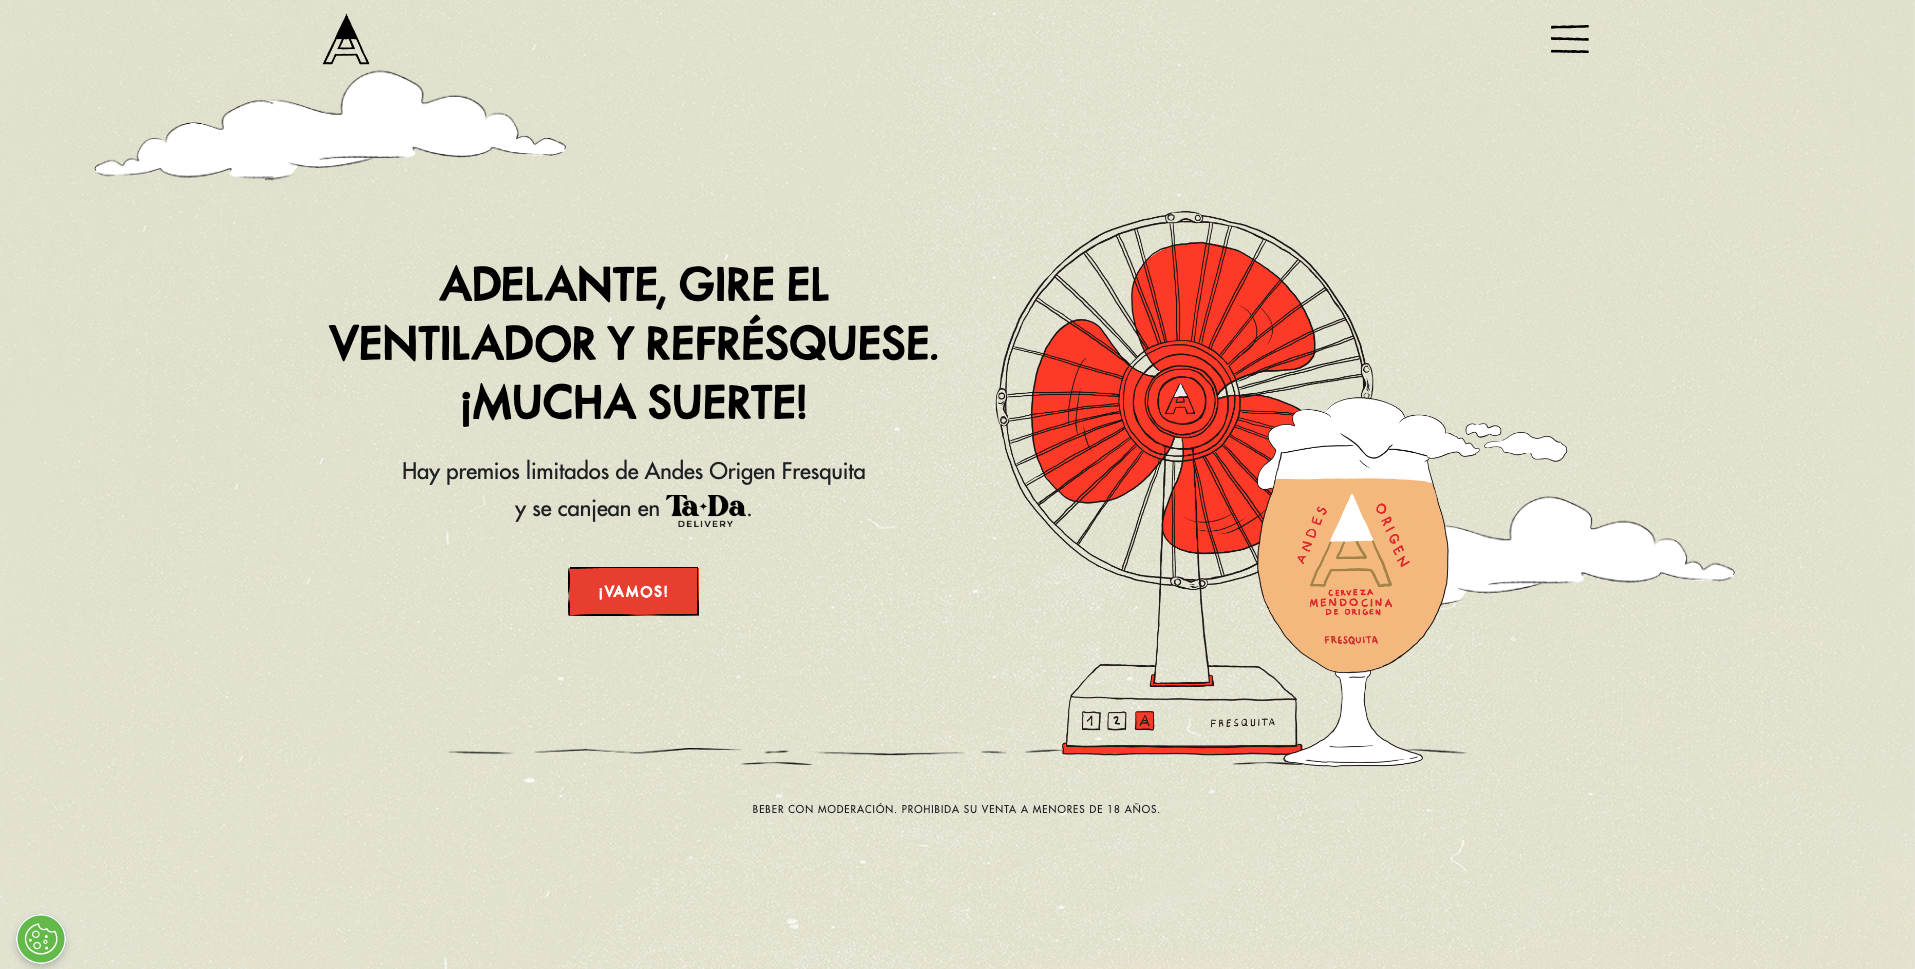 ADELANTE, GIRE EL
VENTILADOR Y REFRÉSQUESE.
¡MUCHA SUERTE!
Hay premios limitados de Andes Origen Fresquita
y se canjean en Ta·Da.
DELIVERY
¡VAMOS!
ANDES ORIGEN
CERVEZA
MENDOCINA
DE ORIGEN
FRESQUITA
1 2 A FRESQUITA
BEBER CON MODERACIÓN. PROHIBIDA SU VENTA A MENORES DE 18 AÑOS.